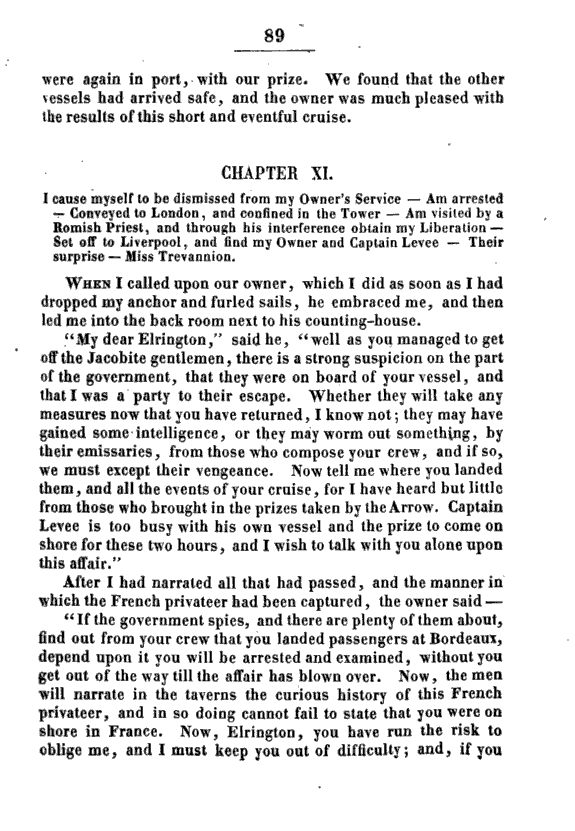 89
were again in port, with our prize. We found that the other
vessels had arrived safe, and the owner was much pleased with
the results of this short and eventful cruise.
CHAPTER XI.
I cause myself to be dismissed from my Owner's Service — Am arrested
— Conveyed to London, and confined in the Tower — Am visited by a
Romish Priest, and through his interference obtain my Liberation —
Set off to Liverpool, and find my Owner and Captain Levee — Their
surprise — Miss Trevannion.
WHEN I called upon our owner, which I did as soon as I had
dropped my anchor and furled sails, he embraced me, and then
led me into the back room next to his counting-house.
"My dear Elrington," said he, "well as you managed to get
off the Jacobite gentlemen, there is a strong suspicion on the part
of the government, that they were on board of your vessel, and
that I was a party to their escape. Whether they will take any
measures now that you have returned, I know not; they may have
gained some intelligence, or they may worm out something, by
their emissaries, from those who compose your crew, and if so,
we must except their vengeance. Now tell me where you landed
them, and all the events of your cruise, for I have heard but little
from those who brought in the prizes taken by the Arrow. Captain
Levee is too busy with his own vessel and the prize to come on
shore for these two hours, and I wish to talk with you alone upon
this affair."
After I had narrated all that had passed, and the manner in
which the French privateer had been captured, the owner said —
"If the government spies, and there are plenty of them about,
find out from your crew that you landed passengers at Bordeaux,
depend upon it you will be arrested and examined, without you
get out of the way till the affair has blown over. Now, the men
will narrate in the taverns the curious history of this French
privateer, and in so doing cannot fail to state that you were on
shore in France. Now, Elrington, you have run the risk to
oblige me, and I must keep you out of difficulty; and, if you